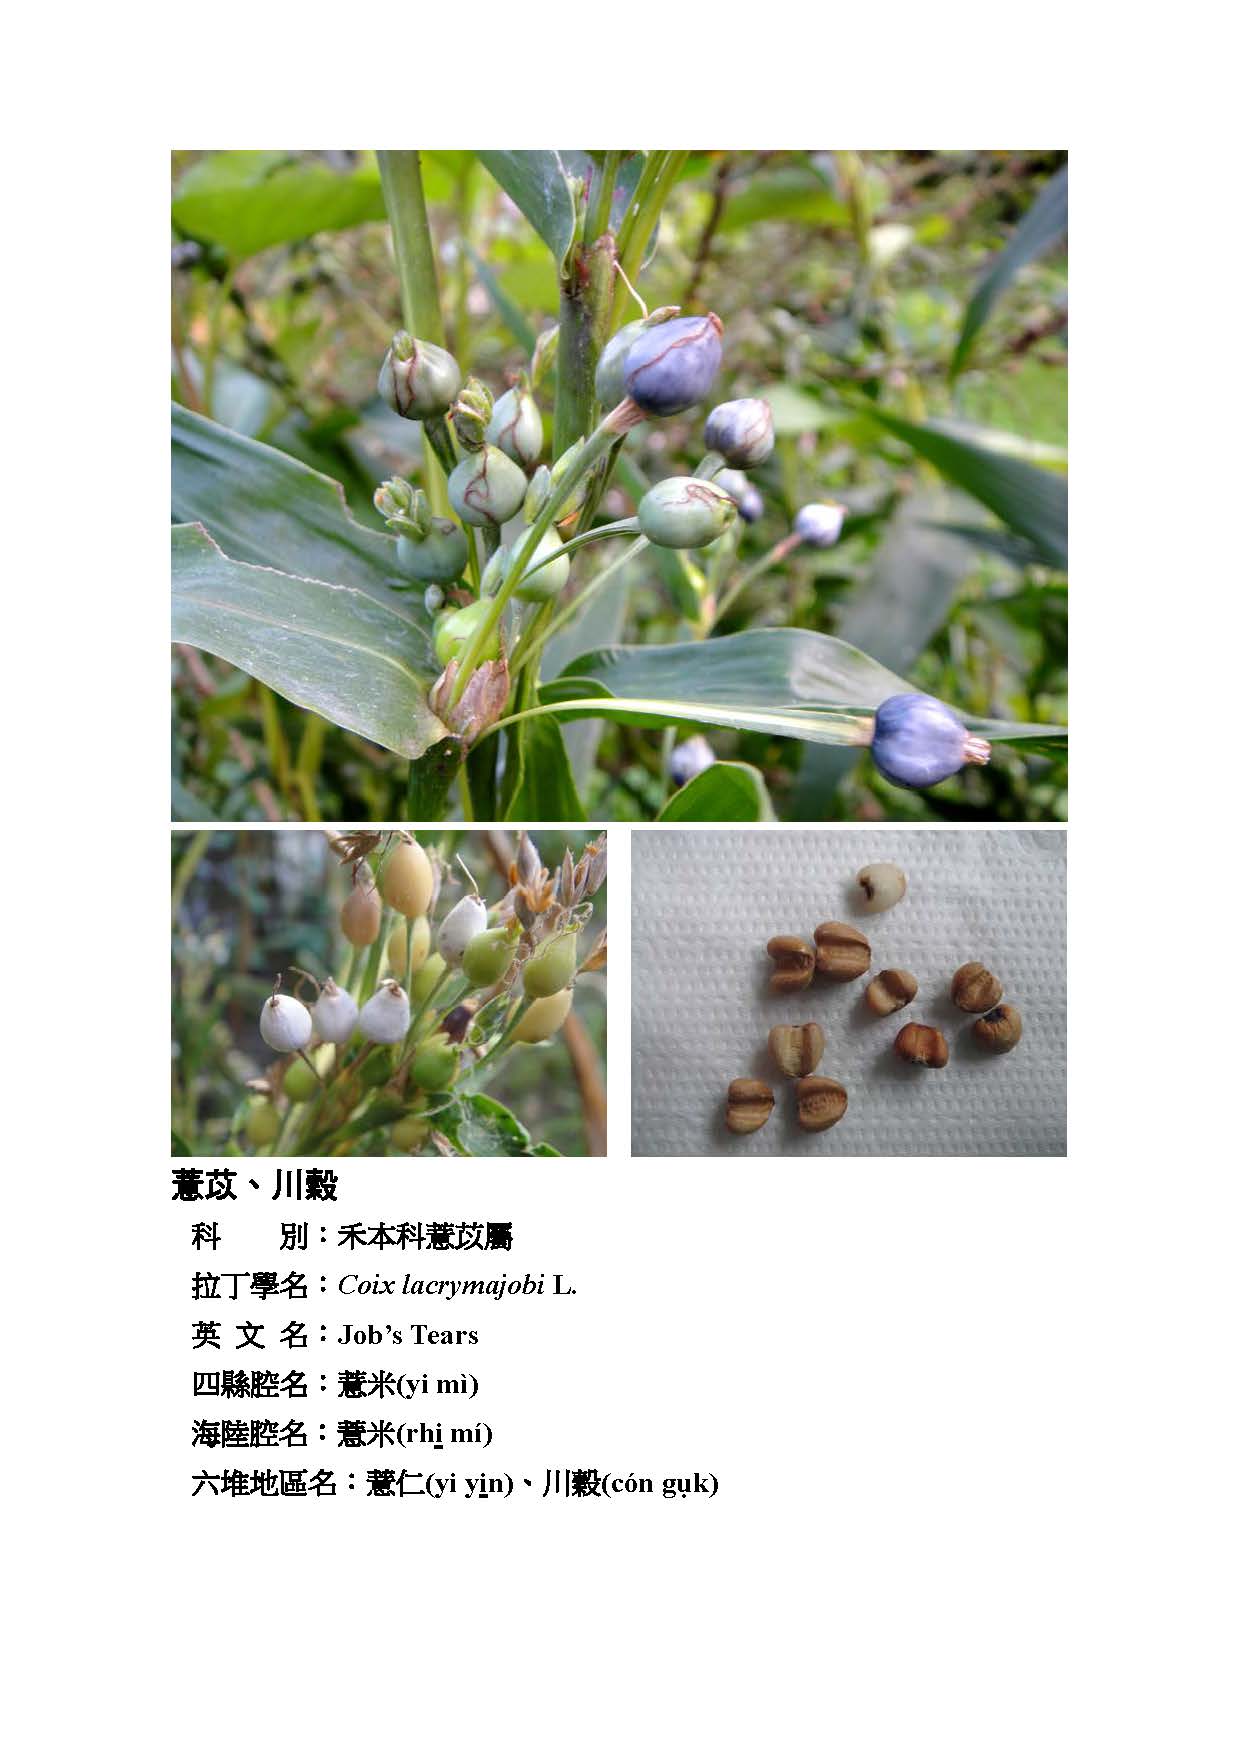 薏苡、川穀
科　　別：禾本科薏苡屬
拉丁學名：Coix lacrymajobi L.
英 文 名：Job’s Tears
四縣腔名：薏米(yi mì)
海陸腔名：薏米(rhi̲ mí)
六堆地區名：薏仁(yi yi̲n)、川穀(cón gụk)